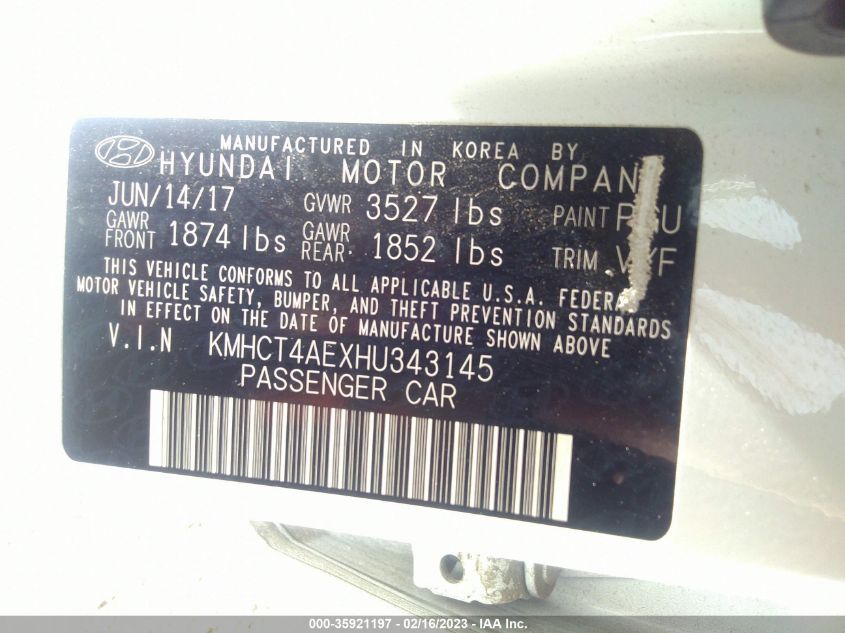 MANUFACTURED IN KOREA BY
HYUNDAI MOTOR COMPAN
JUN/14/17 GVWR 3527 lbs PAINT
GAWR FRONT 1874 lbs GAWR REAR 1852 lbs TRIM
THIS VEHICLE CONFORMS TO ALL APPLICABLE U.S.A. FEDERA
MOTOR VEHICLE SAFETY, BUMPER, AND THEFT PREVENTION STANDARDS
IN EFFECT ON THE DATE OF MANUFACTURE SHOWN ABOVE
V.I.N KMHCT4AEXHU343145
PASSENGER CAR
000-35921197 - 02/16/2023 - IAA Inc.